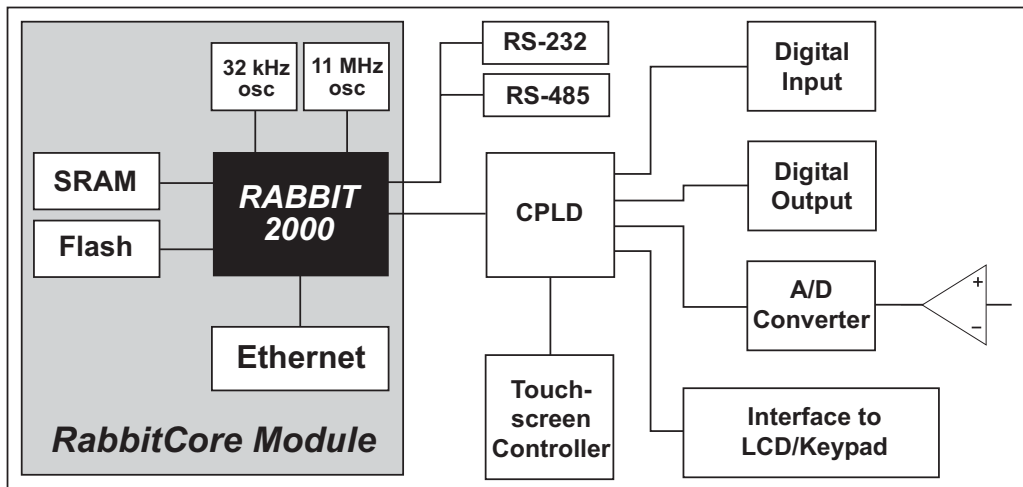 32 kHz
osc
11 MHz
osc
SRAM
Flash
RABBIT
2000
Ethernet
RabbitCore Module
RS-232
RS-485
CPLD
Touch-
screen
Controller
Digital
Input
Digital
Output
A/D
Converter
+
–
Interface to
LCD/Keypad